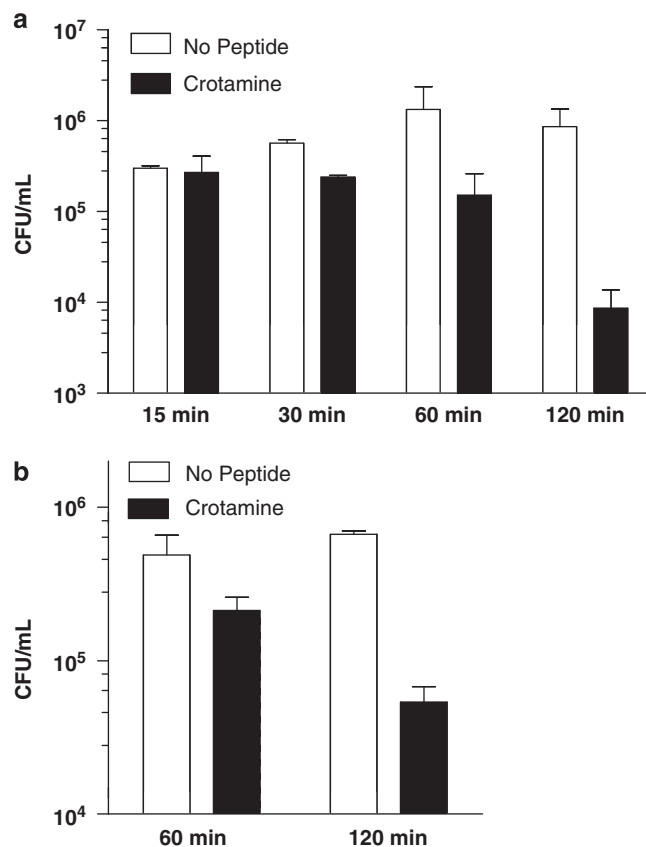 a
No Peptide
Crotamine
CFU/mL
10⁷
10⁶
10⁵
10⁴
10³
15 min 30 min 60 min 120 min
b
No Peptide
Crotamine
CFU/mL
10⁶
10⁵
10⁴
60 min 120 min